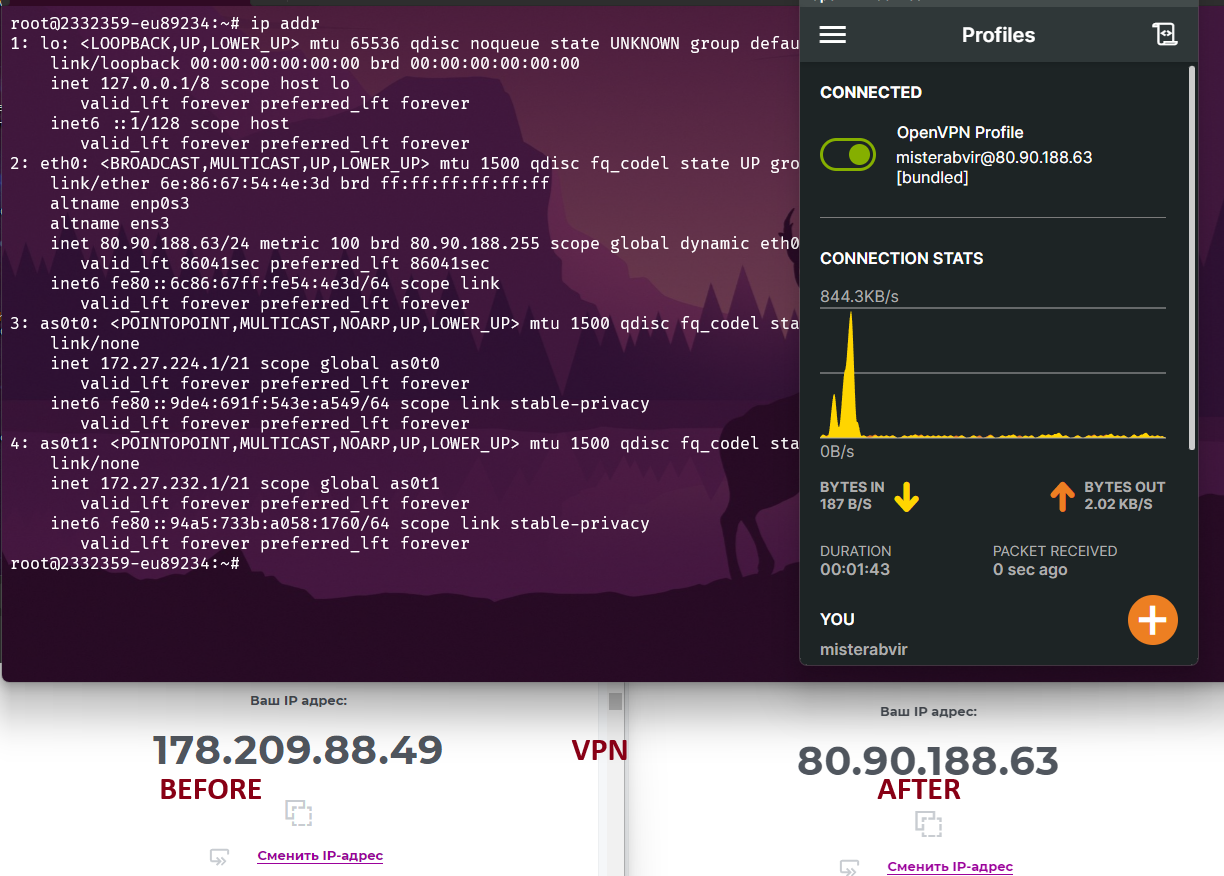 root@2332359-eu89234:~# ip addr
1: lo: <LOOPBACK,UP,LOWER_UP> mtu 65536 qdisc noqueue state UNKNOWN group defau
link/loopback 00:00:00:00:00:00 brd 00:00:00:00:00:00
inet 127.0.0.1/8 scope host lo
valid_lft forever preferred_lft forever
inet6 ::1/128 scope host
valid_lft forever preferred_lft forever
2: eth0: <BROADCAST,MULTICAST,UP,LOWER_UP> mtu 1500 qdisc fq_codel state UP gro
link/ether 6e:86:67:54:4e:3d brd ff:ff:ff:ff:ff:ff
altname enp0s3
altname ens3
inet 80.90.188.63/24 metric 100 brd 80.90.188.255 scope global dynamic eth0
valid_lft 86041sec preferred_lft 86041sec
inet6 fe80::6c86:67ff:fe54:4e3d/64 scope link
valid_lft forever preferred_lft forever
3: as0t0: <POINTOPOINT,MULTICAST,NOARP,UP,LOWER_UP> mtu 1500 qdisc fq_codel sta
link/none
inet 172.27.224.1/21 scope global as0t0
valid_lft forever preferred_lft forever
inet6 fe80::9de4:691f:543e:a549/64 scope link stable-privacy
valid_lft forever preferred_lft forever
4: as0t1: <POINTOPOINT,MULTICAST,NOARP,UP,LOWER_UP> mtu 1500 qdisc fq_codel sta
link/none
inet 172.27.232.1/21 scope global as0t1
valid_lft forever preferred_lft forever
inet6 fe80::94a5:733b:a058:1760/64 scope link stable-privacy
valid_lft forever preferred_lft forever
root@2332359-eu89234:~#
Profiles
CONNECTED
OpenVPN Profile
misterabvir@80.90.188.63
[bundled]
CONNECTION STATS
844.3KB/s
0B/s
BYTES IN
187 B/S
BYTES OUT
2.02 KB/S
DURATION
00:01:43
PACKET RECEIVED
0 sec ago
YOU
misterabvir
Ваш IP адрес:
178.209.88.49
BEFORE
Сменить IP-адрес
VPN
Ваш IP адрес:
80.90.188.63
AFTER
Сменить IP-адрес